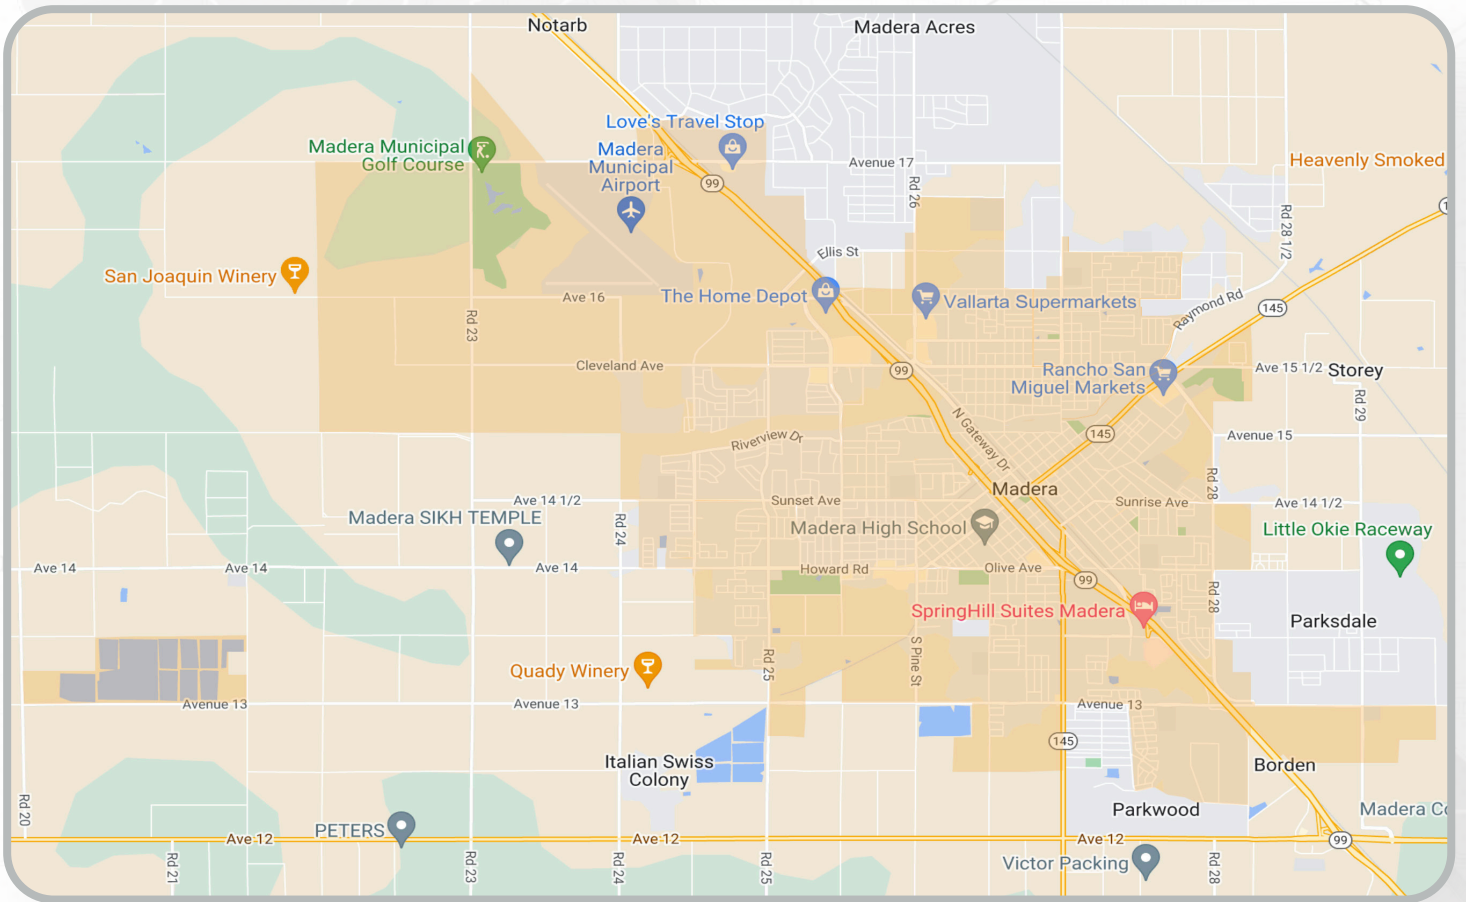 Notarb
Madera Acres
Love's Travel Stop
Madera Municipal
Golf Course
Madera
Municipal
Airport
Avenue 17
Heavenly Smoked
99
Rd 26
Rd 28 1/2
Ellis St
San Joaquin Winery
Ave 16
The Home Depot
Vallarta Supermarkets
Raymond Rd
145
Rd 23
Cleveland Ave
99
Rancho San
Miguel Markets
Ave 15 1/2
Storey
Rd 29
N Gateway Dr
145
Avenue 15
Riverview Dr
Madera
Rd 28
Ave 14 1/2
Sunset Ave
Sunrise Ave
Ave 14 1/2
Madera SIKH TEMPLE
Rd 24
Madera High School
Little Okie Raceway
Ave 14
Ave 14
Ave 14
Howard Rd
Olive Ave
99
Rd 28
SpringHill Suites Madera
Parksdale
Quady Winery
Rd 25
S Pine St
Avenue 13
Avenue 13
Avenue 13
145
Italian Swiss
Colony
Borden
Rd 20
Parkwood
Madera Co
PETERS
Ave 12
Ave 12
Ave 12
99
Victor Packing
Rd 21
Rd 23
Rd 24
Rd 25
Rd 28